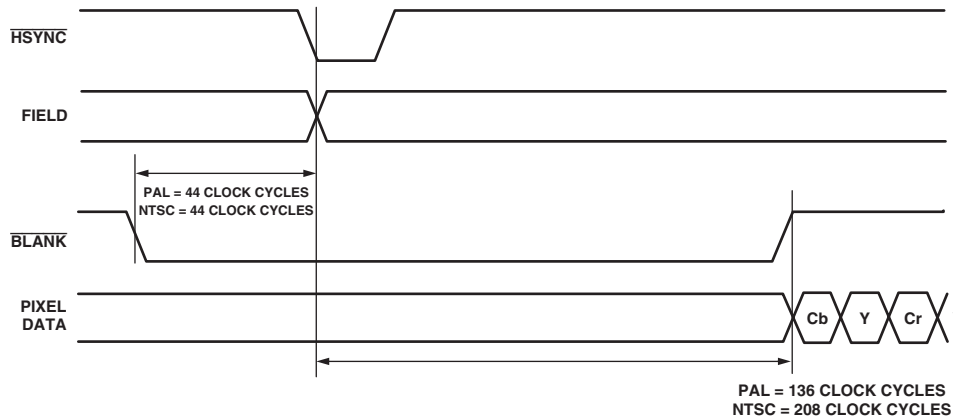 HSYNC
FIELD
PAL = 44 CLOCK CYCLES
NTSC = 44 CLOCK CYCLES
BLANK
PIXEL
DATA
Cb Y Cr
PAL = 136 CLOCK CYCLES
NTSC = 208 CLOCK CYCLES